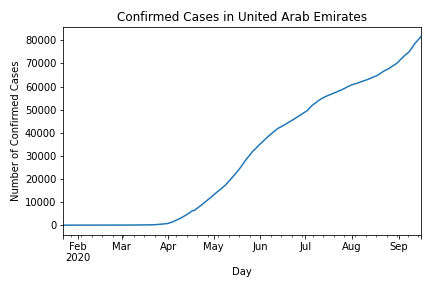 Confirmed Cases in United Arab Emirates
Number of Confirmed Cases
80000
70000
60000
50000
40000
30000
20000
10000
0
Feb Mar Apr May Jun Jul Aug Sep
2020
Day